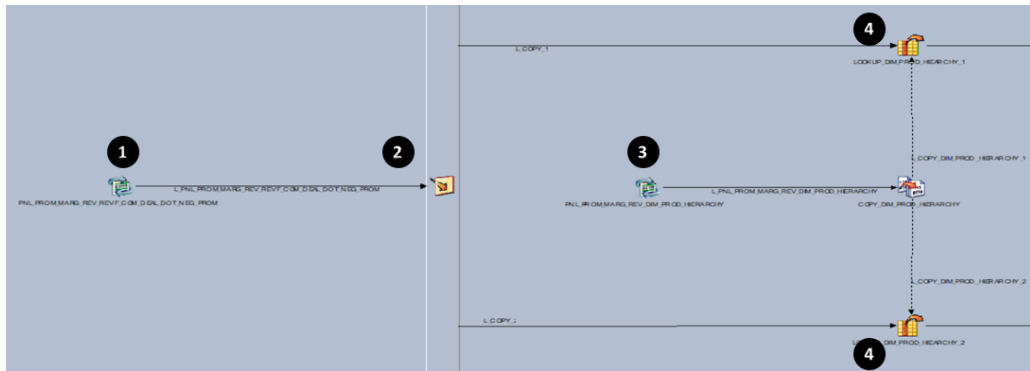 4
L_COPY_1
LOOKUP_DIM_PROD_HIERARCHY_1
1
2
3
L_COPY_DIM_PROD_HIERARCHY_1
L_PNL_PROM_MARG_REV_REVF_COM_DEAL_DOT_NEG_PROM
L_PNL_PROM_MARG_REV_DIM_PROD_HIERARCHY
PNL_PROM_MARG_REV_REVF_COM_DEAL_DOT_NEG_PROM
PNL_PROM_MARG_REV_DIM_PROD_HIERARCHY
COPY_DIM_PROD_HIERARCHY
L_COPY_DIM_PROD_HIERARCHY_2
L_COPY_2
4